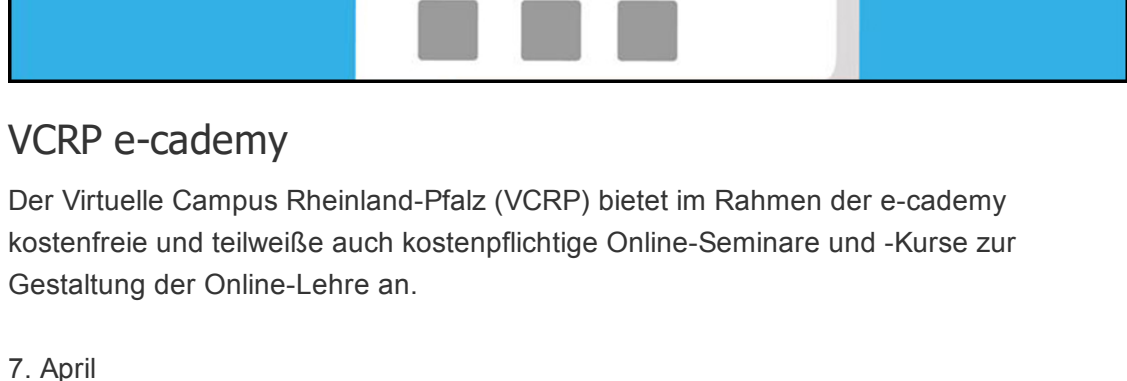 VCRP e-cademy
Der Virtuelle Campus Rheinland-Pfalz (VCRP) bietet im Rahmen der e-cademy
kostenfreie und teilweiße auch kostenpflichtige Online-Seminare und -Kurse zur
Gestaltung der Online-Lehre an.
7. April